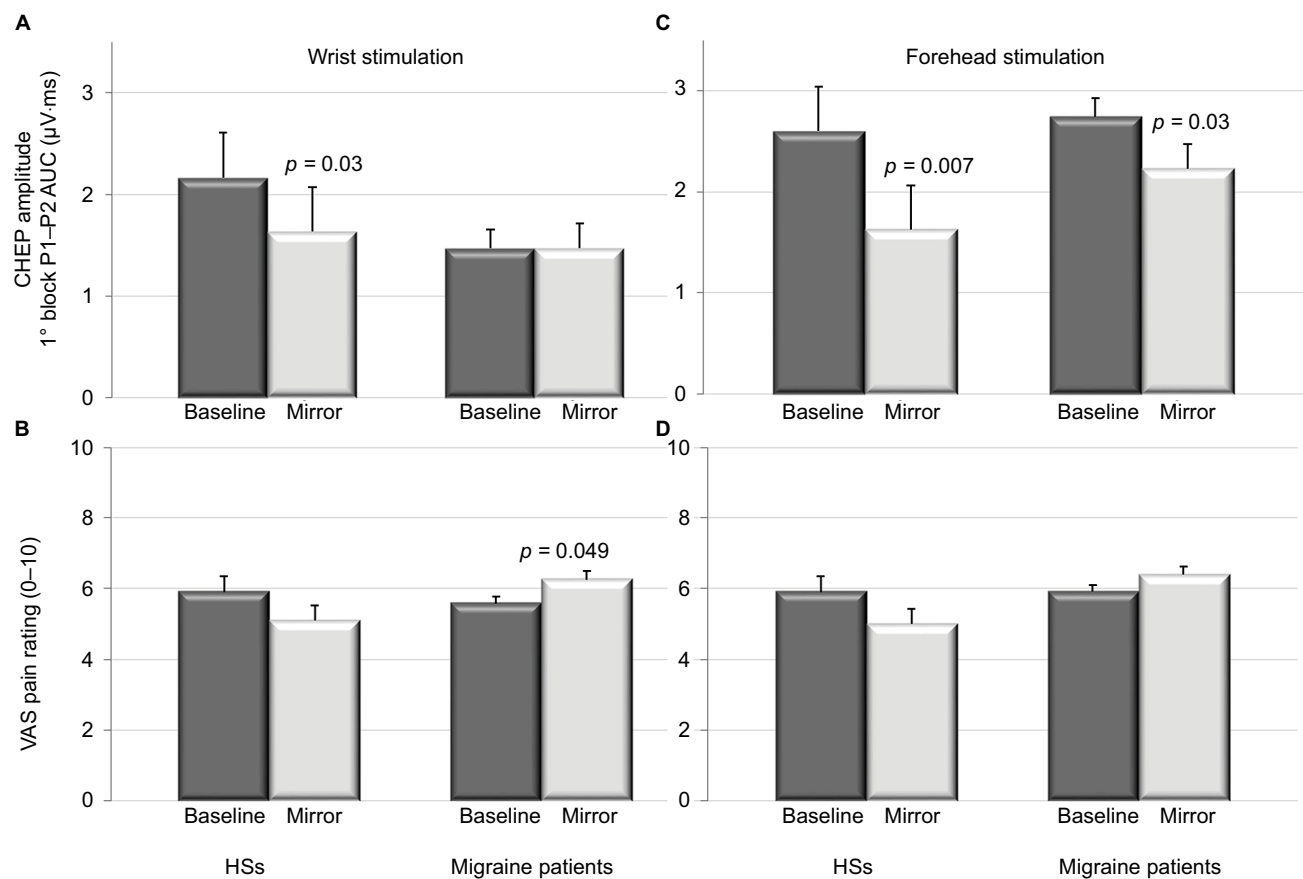 A
Wrist stimulation
CHEP amplitude
1° block P1–P2 AUC (µV·ms)
3
2
1
0
p = 0.03
Baseline Mirror
Baseline Mirror
C
Forehead stimulation
3
2
1
0
p = 0.007
p = 0.03
Baseline Mirror
Baseline Mirror
B
VAS pain rating (0–10)
10
8
6
4
2
0
p = 0.049
Baseline Mirror
Baseline Mirror
HSs
Migraine patients
D
10
8
6
4
2
0
Baseline Mirror
Baseline Mirror
HSs
Migraine patients